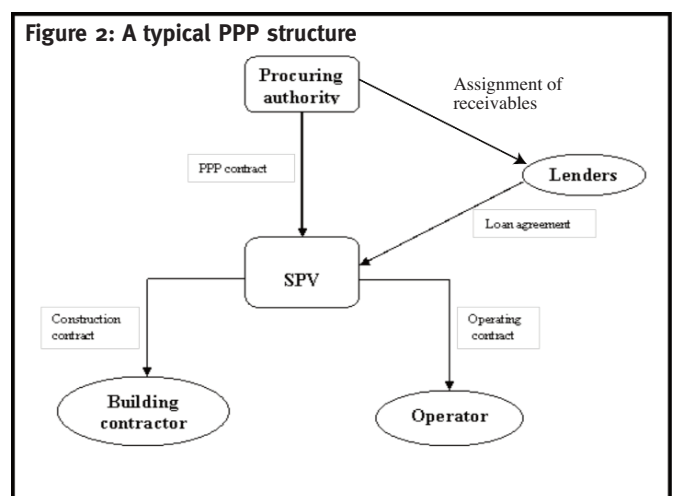 Figure 2: A typical PPP structure
Procuring
authority
Assignment of
receivables
PPP contract
Lenders
Loan agreement
SPV
Construction
contract
Operating
contract
Building
contractor
Operator